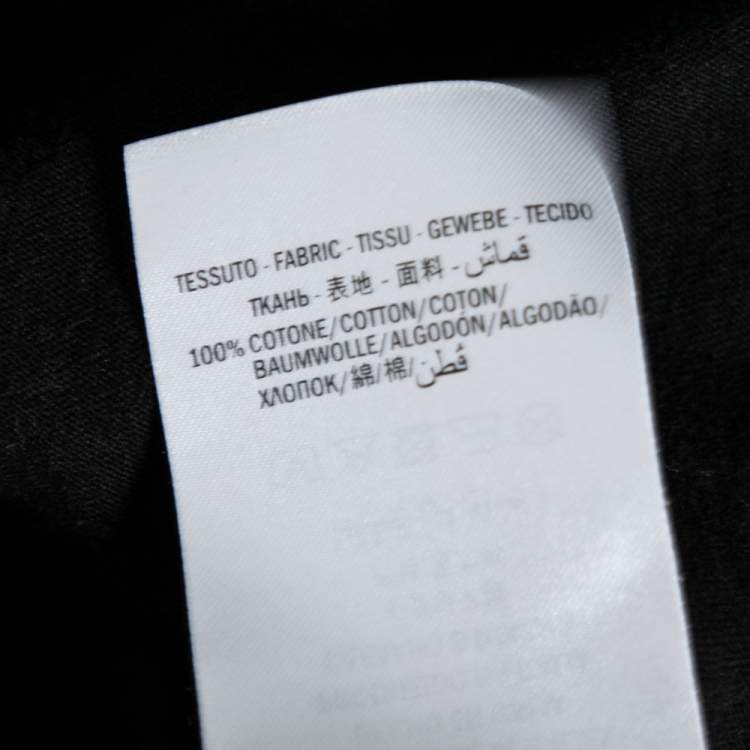 TESSUTO - FABRIC - TISSU - GEWEBE - TECIDO
ТКАНЬ - 表地 - 面料 - قماش
100% COTONE/COTTON/COTON/
BAUMWOLLE/ALGODÓN/ALGODÃO/
ХЛОПОК/綿/棉/قطن